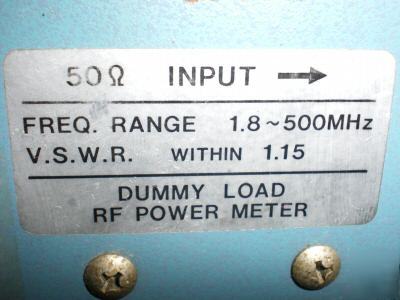 50Ω INPUT →
FREQ. RANGE 1.8~500MHz
V.S.W.R. WITHIN 1.15
DUMMY LOAD
RF POWER METER